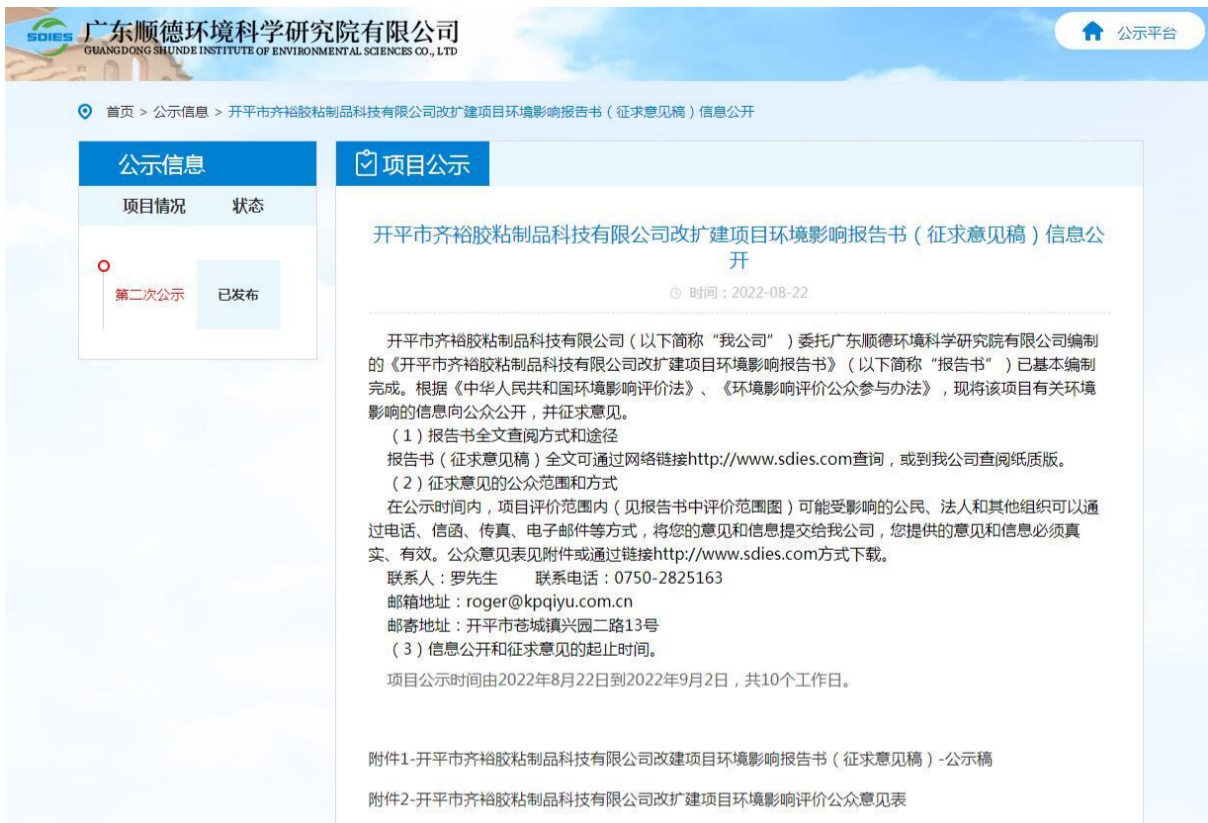 SDIES
广东顺德环境科学研究院有限公司
GUANGDONG SHUNDE INSTITUTE OF ENVIRONMENTAL SCIENCES CO., LTD
公示平台
首页 > 公示信息 > 开平市齐裕胶粘制品科技有限公司改扩建项目环境影响报告书（征求意见稿）信息公开
公示信息
项目情况 状态
第二次公示 已发布
项目公示
开平市齐裕胶粘制品科技有限公司改扩建项目环境影响报告书（征求意见稿）信息公
开
时间：2022-08-22
开平市齐裕胶粘制品科技有限公司（以下简称“我公司”）委托广东顺德环境科学研究院有限公司编制
的《开平市齐裕胶粘制品科技有限公司改扩建项目环境影响报告书》（以下简称“报告书”）已基本编制
完成。根据《中华人民共和国环境影响评价法》、《环境影响评价公众参与办法》，现将该项目有关环境
影响的信息向公众公开，并征求意见。
（1）报告书全文查阅方式和途径
报告书（征求意见稿）全文可通过网络链接http://www.sdies.com查询，或到我公司查阅纸质版。
（2）征求意见的公众范围和方式
在公示时间内，项目评价范围内（见报告书中评价范围图）可能受影响的公民、法人和其他组织可以通
过电话、信函、传真、电子邮件等方式，将您的意见和信息提交给我公司，您提供的意见和信息必须真
实、有效。公众意见表见附件或通过链接http://www.sdies.com方式下载。
联系人：罗先生 联系电话：0750-2825163
邮箱地址：roger@kpqiyu.com.cn
邮寄地址：开平市苍城镇兴园二路13号
（3）信息公开和征求意见的起止时间。
项目公示时间由2022年8月22日到2022年9月2日，共10个工作日。
附件1-开平市齐裕胶粘制品科技有限公司改建项目环境影响报告书（征求意见稿）-公示稿
附件2-开平市齐裕胶粘制品科技有限公司改扩建项目环境影响评价公众意见表